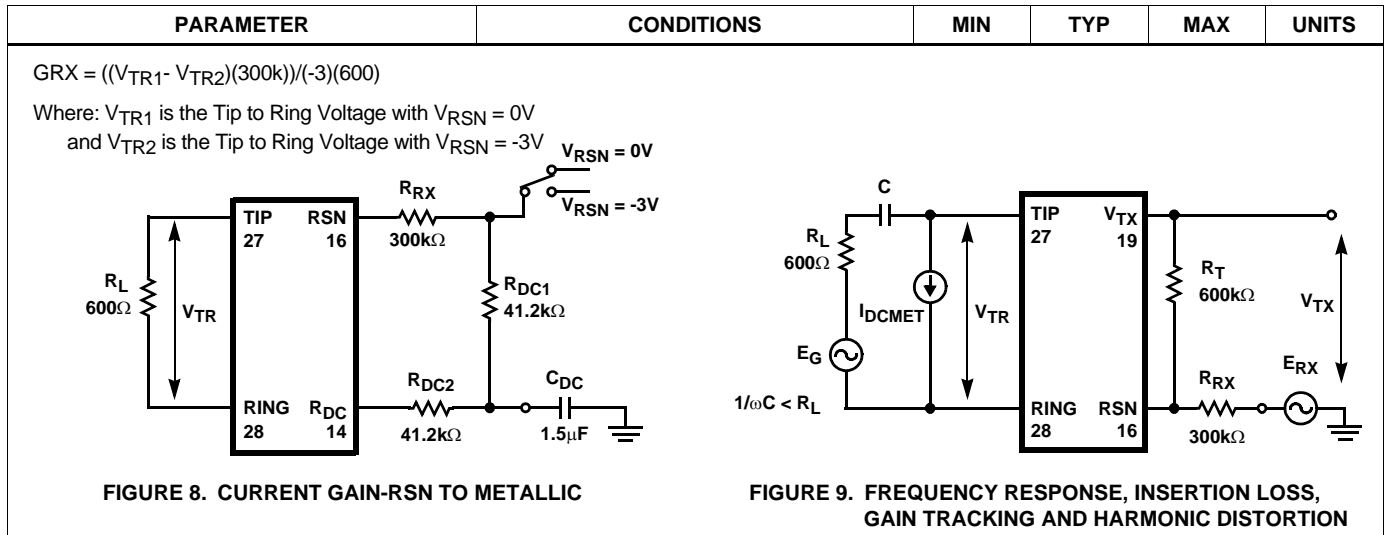 PARAMETER CONDITIONS MIN TYP MAX UNITS
GRX = ((VTR1- VTR2)(300k))/(-3)(600)
Where: VTR1 is the Tip to Ring Voltage with VRSN = 0V
and VTR2 is the Tip to Ring Voltage with VRSN = -3V
VRSN = 0V
VRSN = -3V
RRX
300kΩ
TIP
27
RSN
16
RL
600Ω
VTR
RDC1
41.2kΩ
RDC2
41.2kΩ
CDC
1.5μF
RING
28
RDC
14
FIGURE 8. CURRENT GAIN-RSN TO METALLIC
C
RL
600Ω
IDCMET
VTR
EG
1/ωC < RL
TIP
27
VTX
19
RT
600kΩ
VTX
ERX
RRX
300kΩ
RING
28
RSN
16
FIGURE 9. FREQUENCY RESPONSE, INSERTION LOSS,
GAIN TRACKING AND HARMONIC DISTORTION